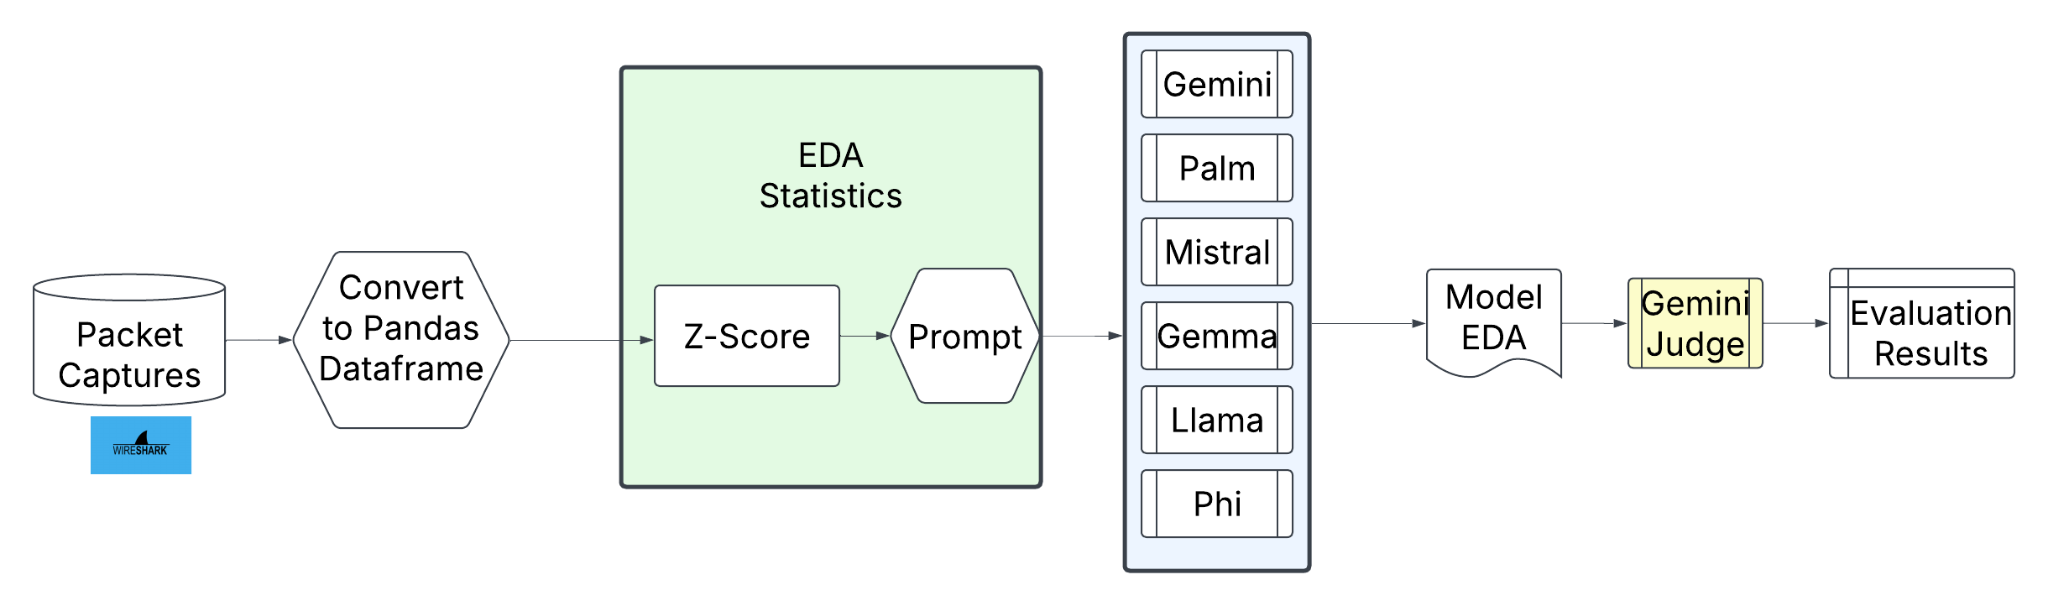 Packet
Captures
WIRESHARK
Convert
to Pandas
Dataframe
EDA
Statistics
Z-Score
Prompt
Gemini
Palm
Mistral
Gemma
Llama
Phi
Model
EDA
Gemini
Judge
Evaluation
Results